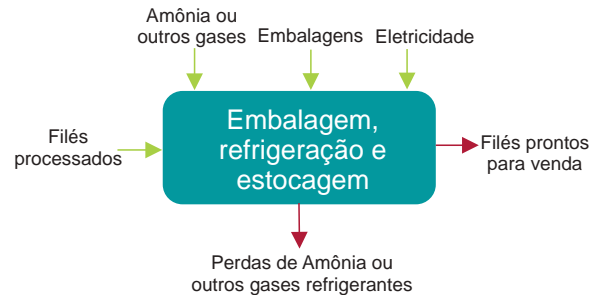 Amônia ou
outros gases
Embalagens
Eletricidade
Filés
processados
Embalagem,
refrigeração e
estocagem
Filés prontos
para venda
Perdas de Amônia ou
outros gases refrigerantes